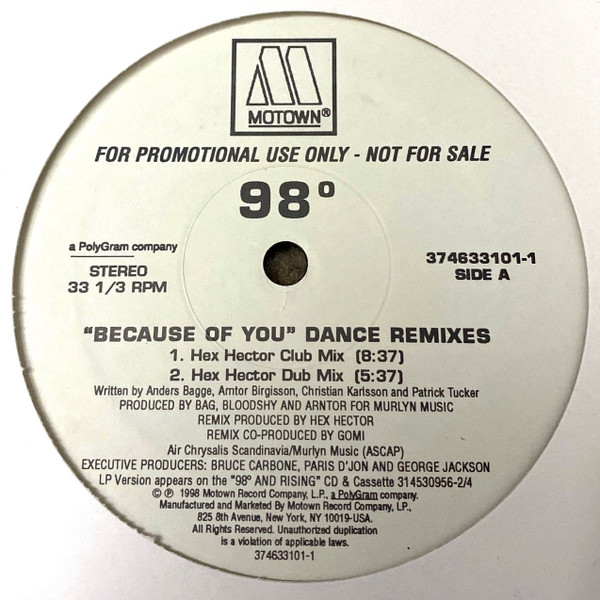 MOTOWN®
FOR PROMOTIONAL USE ONLY - NOT FOR SALE
98º
a PolyGram company
STEREO
33 1/3 RPM
374633101-1
SIDE A
"BECAUSE OF YOU" DANCE REMIXES
1. Hex Hector Club Mix (8:37)
2. Hex Hector Dub Mix (5:37)
Written by Anders Bagge, Arntor Birgisson, Christian Karlsson and Patrick Tucker
PRODUCED BY BAG, BLOODSHY AND ARNTOR FOR MURLYN MUSIC
REMIX PRODUCED BY HEX HECTOR
REMIX CO-PRODUCED BY GOMI
Air Chrysalis Scandinavia/Murlyn Music (ASCAP)
EXECUTIVE PRODUCERS: BRUCE CARBONE, PARIS D'JON AND GEORGE JACKSON
LP Version appears on the "98º AND RISING" CD & Cassette 314530956-2/4
© ℗ 1998 Motown Record Company, L.P., a PolyGram company.
Manufactured and Marketed By Motown Record Company, LP.,
825 8th Avenue, New York, NY 10019-USA.
All Rights Reserved. Unauthorized duplication
is a violation of applicable laws.
374633101-1